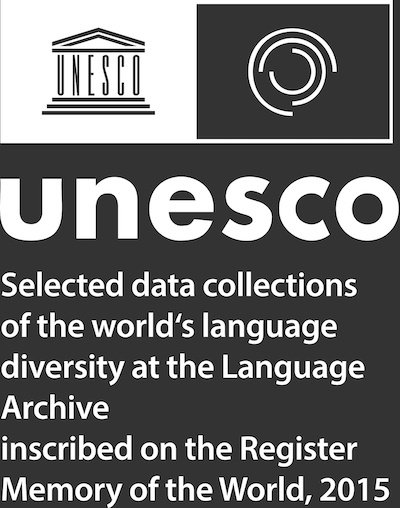 UNESCO
unesco
Selected data collections
of the world‘s language
diversity at the Language
Archive
inscribed on the Register
Memory of the World, 2015